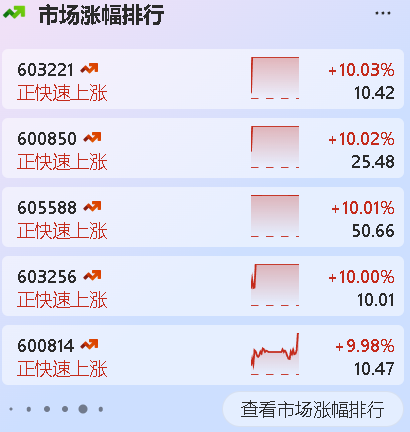 市场涨幅排行
603221
+10.03%
正快速上涨
10.42
600850
+10.02%
正快速上涨
25.48
605588
+10.01%
正快速上涨
50.66
603256
+10.00%
正快速上涨
10.01
600814
+9.98%
正快速上涨
10.47
查看市场涨幅排行